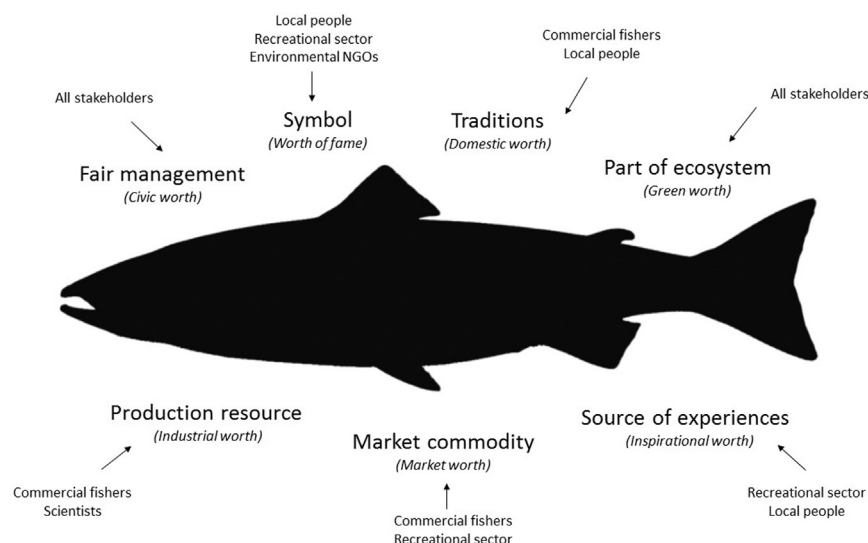 Local people
Recreational sector
Environmental NGOs
Commercial fishers
Local people
All stakeholders
All stakeholders
Symbol
(Worth of fame)
Traditions
(Domestic worth)
Fair management
(Civic worth)
Part of ecosystem
(Green worth)
Production resource
(Industrial worth)
Market commodity
(Market worth)
Source of experiences
(Inspirational worth)
Commercial fishers
Scientists
Commercial fishers
Recreational sector
Recreational sector
Local people